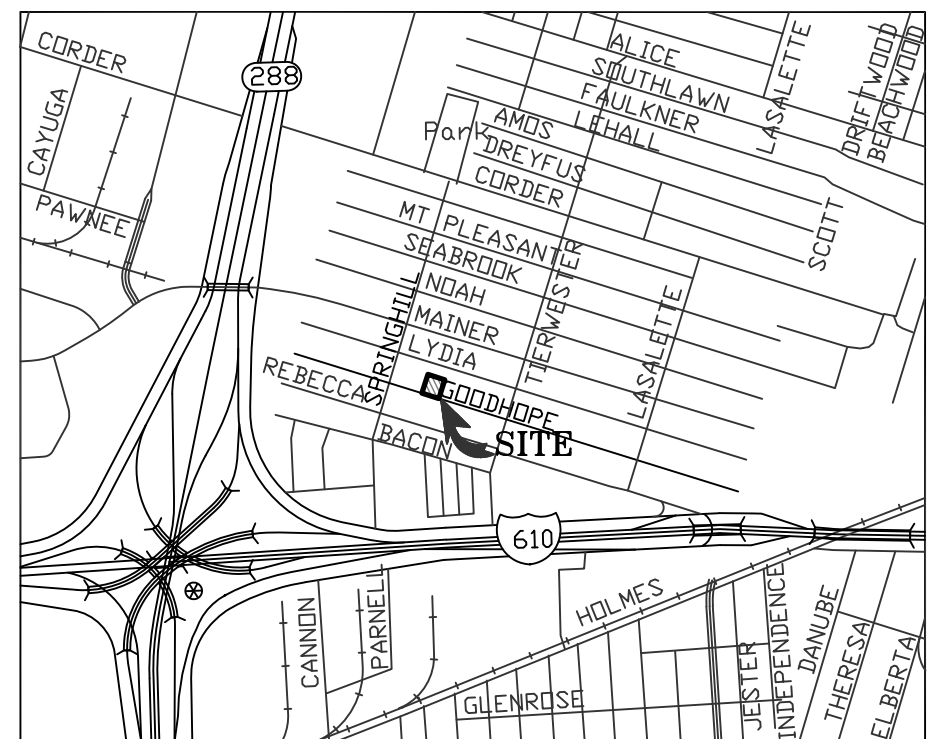 CORDER
288
ALICE
SOUTHLAWN
FAULKNER
LEHALL
LASALETTE
DRIFTWOOD
BEACHWOOD
CAYUGA
Park
AMOS
DREYFUS
CORDER
PAWNEE
MT PLEASANT
SEABROOK
NOAH
MAINER
LYDIA
SCOTT
SPRINGHILL
TIERWESTER
LASALETTE
REBECCA
GOODHOPE
BACON
SITE
610
HOLMES
CANNON
PARNELL
GLENROSE
JESTER
INDEPENDENCE
DANUBE
THERESA
ELBERTA